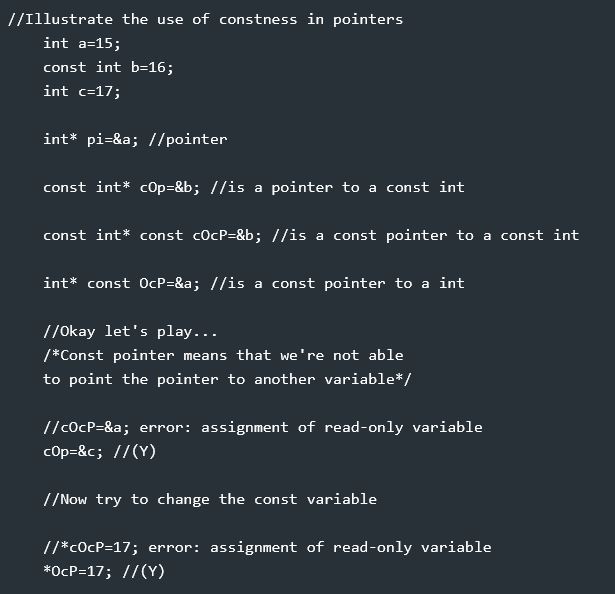 //Illustrate the use of constness in pointers
int a=15;
const int b=16;
int c=17;
int* pi=&a; //pointer
const int* cOp=&b; //is a pointer to a const int
const int* const cOcP=&b; //is a const pointer to a const int
int* const OcP=&a; //is a const pointer to a int
//Okay let's play...
/*Const pointer means that we're not able
to point the pointer to another variable*/
//cOcP=&a; error: assignment of read-only variable
cOp=&c; //(Y)
//Now try to change the const variable
//*cOcP=17; error: assignment of read-only variable
*OcP=17; //(Y)